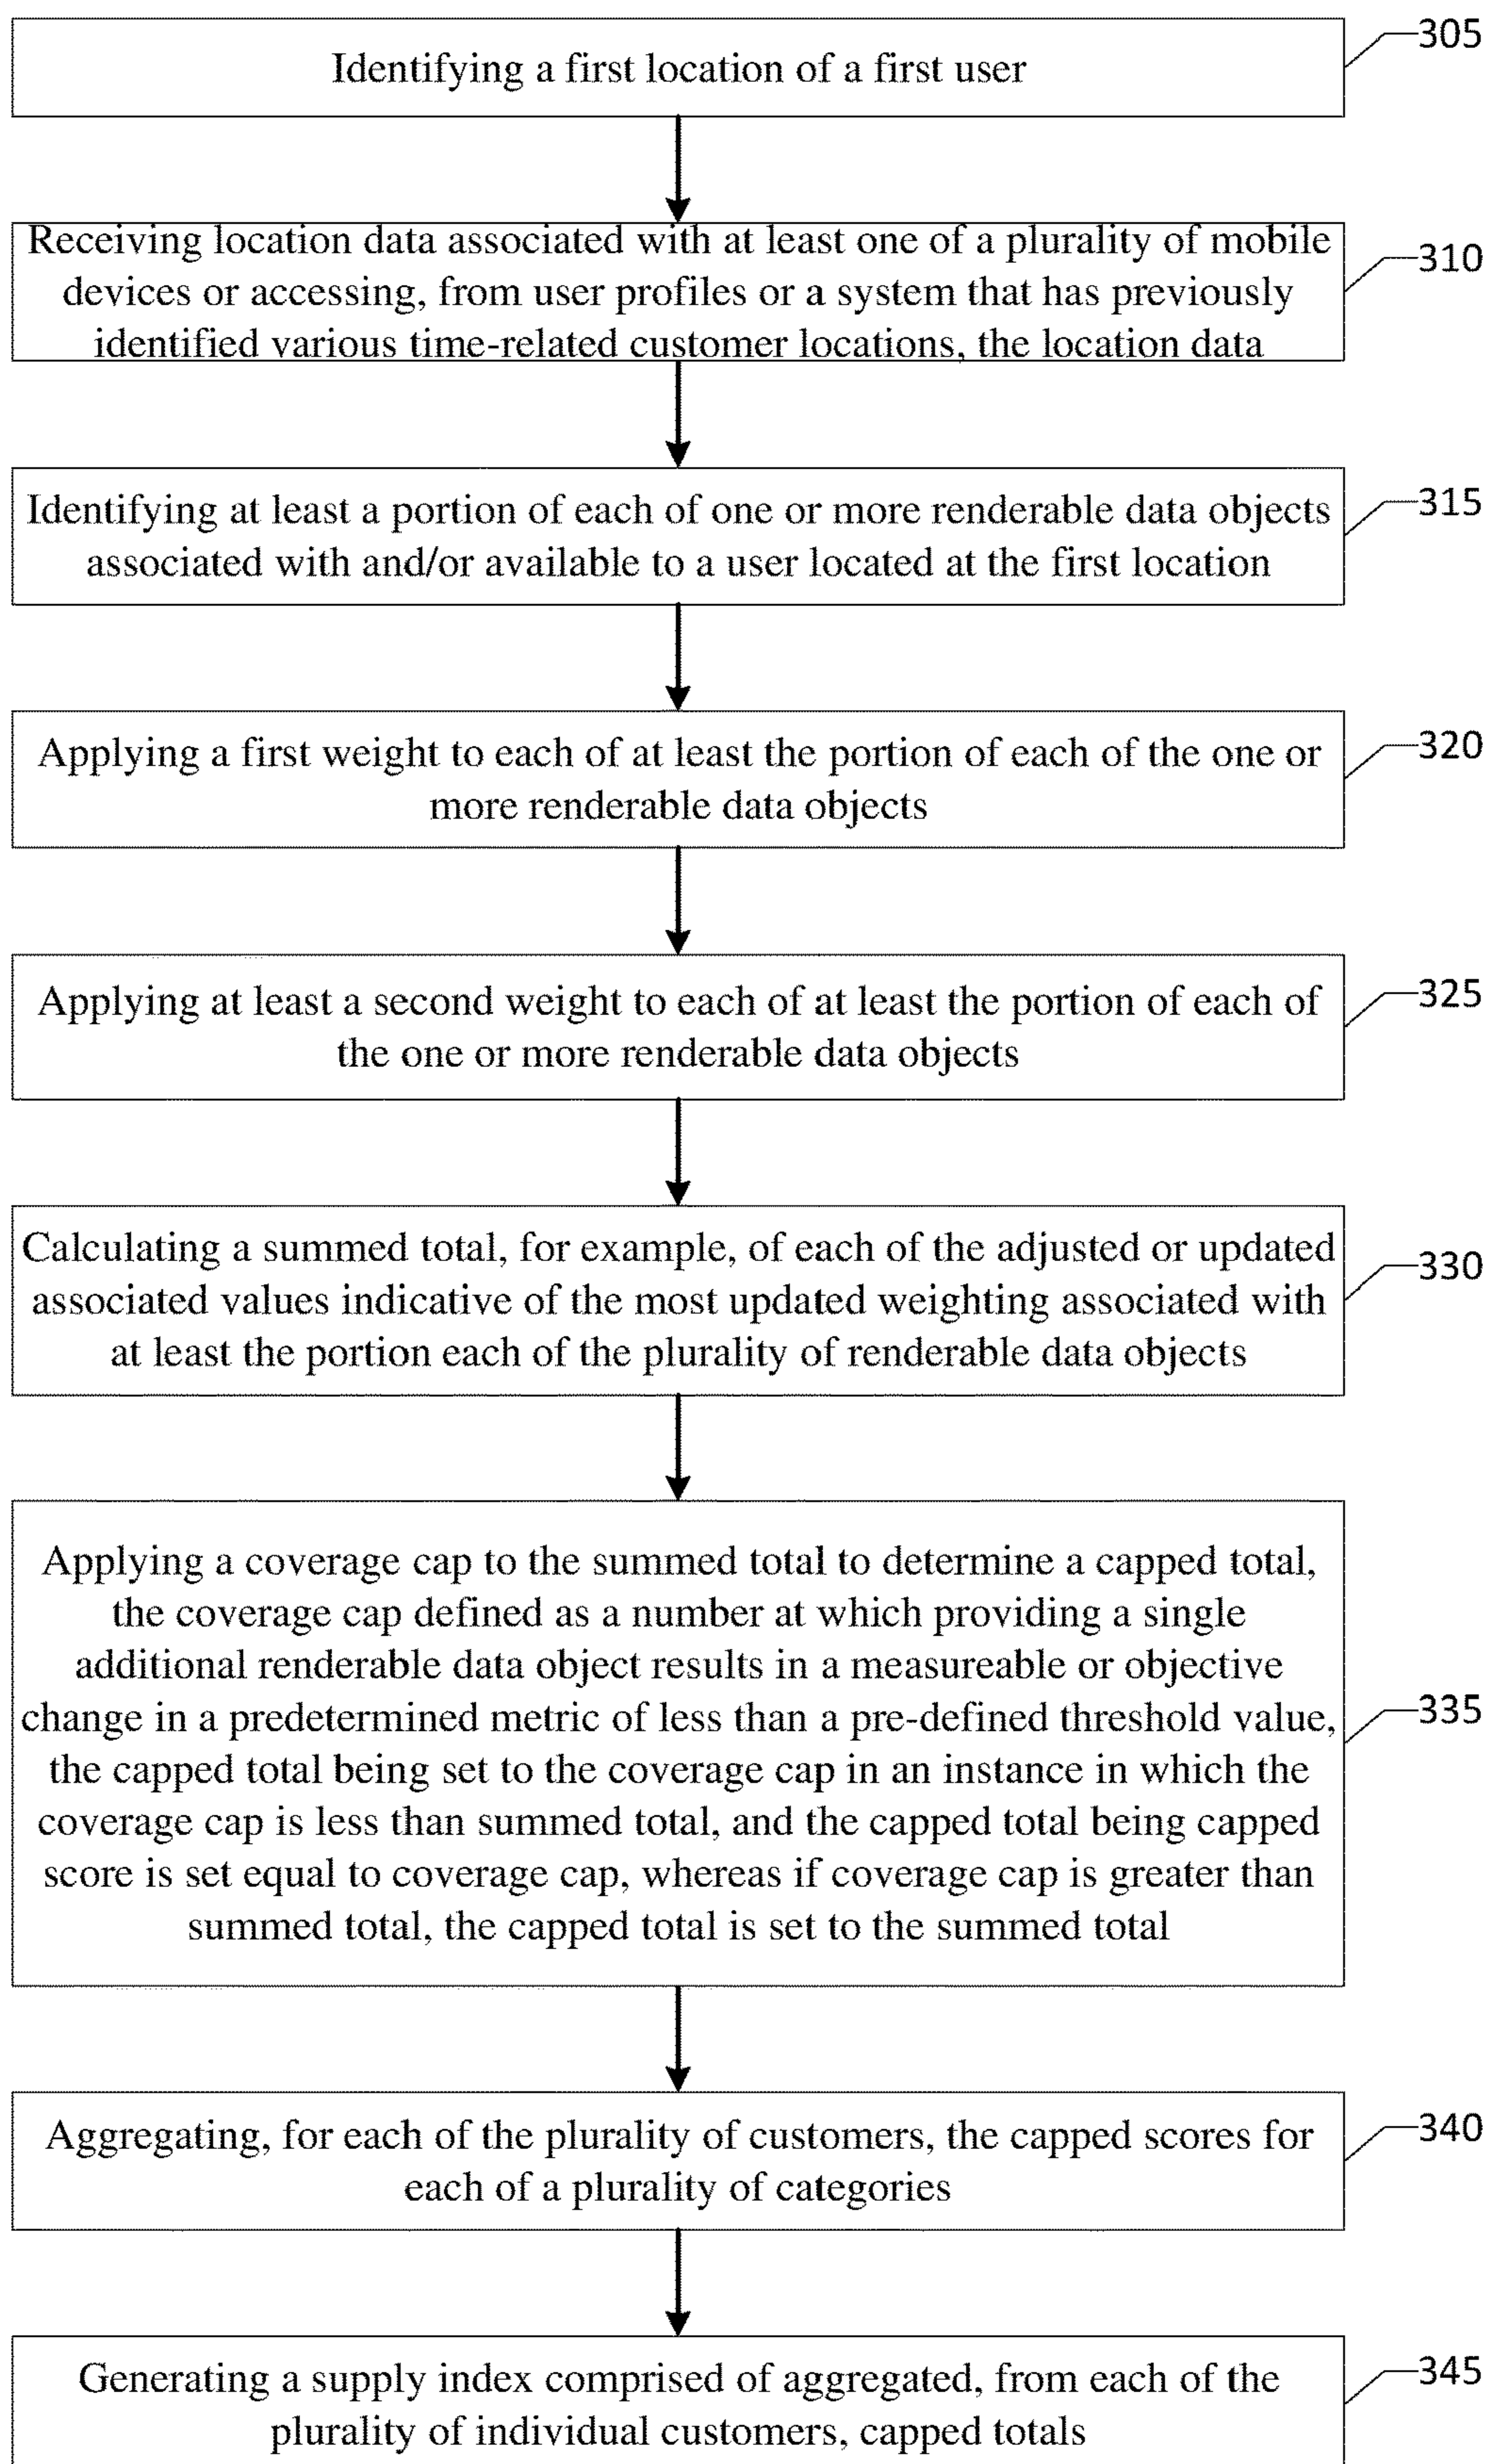 Identifying a first location of a first user
305
Receiving location data associated with at least one of a plurality of mobile
devices or accessing, from user profiles or a system that has previously
identified various time-related customer locations, the location data
310
Identifying at least a portion of each of one or more renderable data objects
associated with and/or available to a user located at the first location
315
Applying a first weight to each of at least the portion of each of the one or
more renderable data objects
320
Applying at least a second weight to each of at least the portion of each of
the one or more renderable data objects
325
Calculating a summed total, for example, of each of the adjusted or updated
associated values indicative of the most updated weighting associated with
at least the portion each of the plurality of renderable data objects
330
Applying a coverage cap to the summed total to determine a capped total,
the coverage cap defined as a number at which providing a single
additional renderable data object results in a measureable or objective
change in a predetermined metric of less than a pre-defined threshold value,
the capped total being set to the coverage cap in an instance in which the
coverage cap is less than summed total, and the capped total being capped
score is set equal to coverage cap, whereas if coverage cap is greater than
summed total, the capped total is set to the summed total
335
Aggregating, for each of the plurality of customers, the capped scores for
each of a plurality of categories
340
Generating a supply index comprised of aggregated, from each of the
plurality of individual customers, capped totals
345